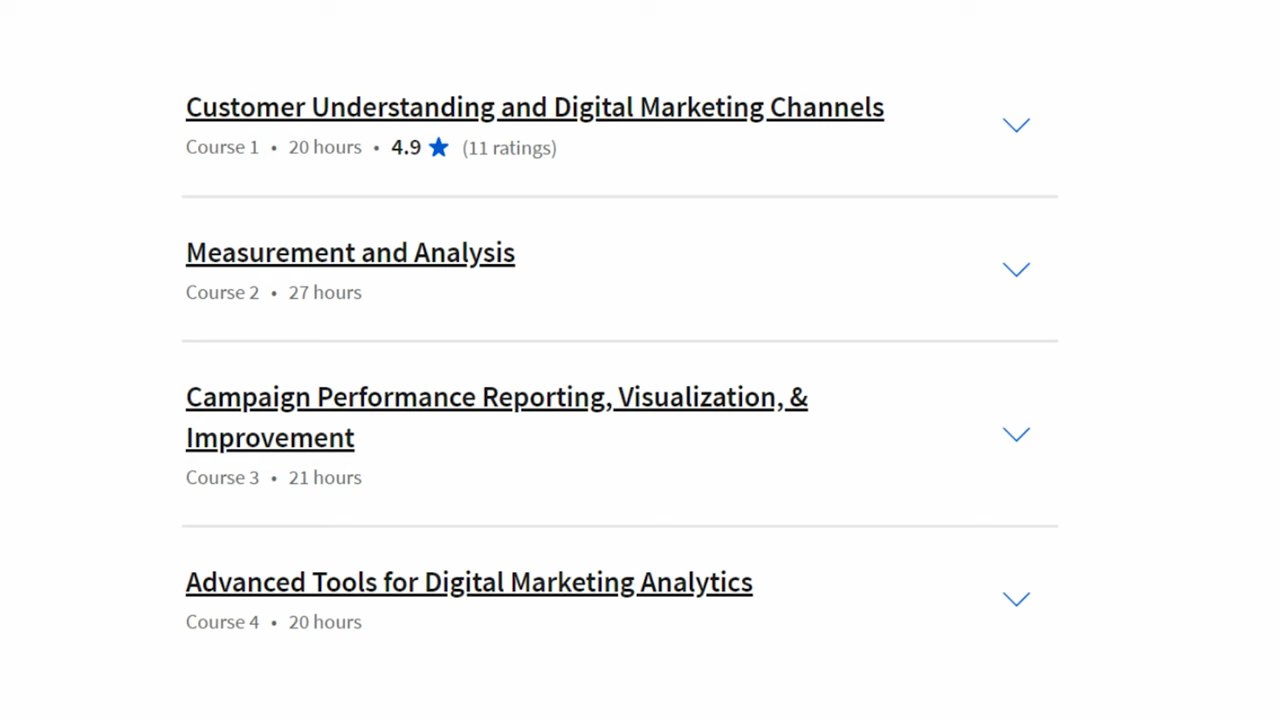 Customer Understanding and Digital Marketing Channels
Course 1 • 20 hours • 4.9 ★ (11 ratings)
Measurement and Analysis
Course 2 • 27 hours
Campaign Performance Reporting, Visualization, &
Improvement
Course 3 • 21 hours
Advanced Tools for Digital Marketing Analytics
Course 4 • 20 hours